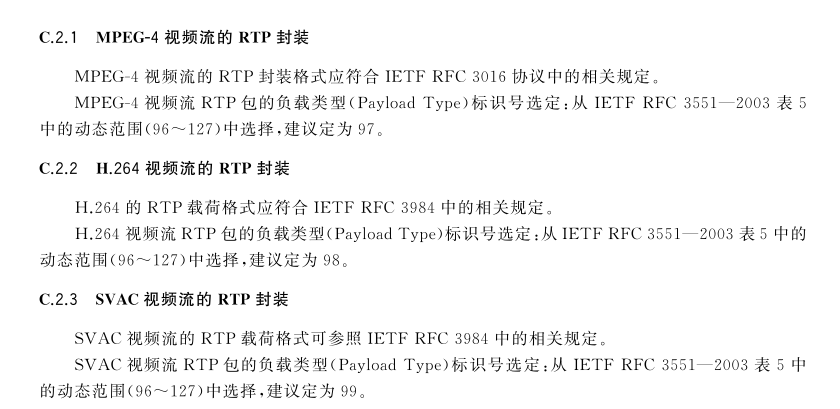 C.2.1 MPEG-4 视频流的 RTP 封装
MPEG-4 视频流的 RTP 封装格式应符合 IETF RFC 3016 协议中的相关规定。
MPEG-4 视频流 RTP 包的负载类型(Payload Type)标识号选定:从 IETF RFC 3551—2003 表 5
中的动态范围(96～127)中选择,建议定为 97。
C.2.2 H.264 视频流的 RTP 封装
H.264 的 RTP 载荷格式应符合 IETF RFC 3984 中的相关规定。
H.264 视频流 RTP 包的负载类型(Payload Type)标识号选定:从 IETF RFC 3551—2003 表 5 中的
动态范围(96～127)中选择,建议定为 98。
C.2.3 SVAC 视频流的 RTP 封装
SVAC 视频流的 RTP 载荷格式可参照 IETF RFC 3984 中的相关规定。
SVAC 视频流 RTP 包的负载类型(Payload Type)标识号选定:从 IETF RFC 3551—2003 表 5 中
的动态范围(96～127)中选择,建议定为 99。